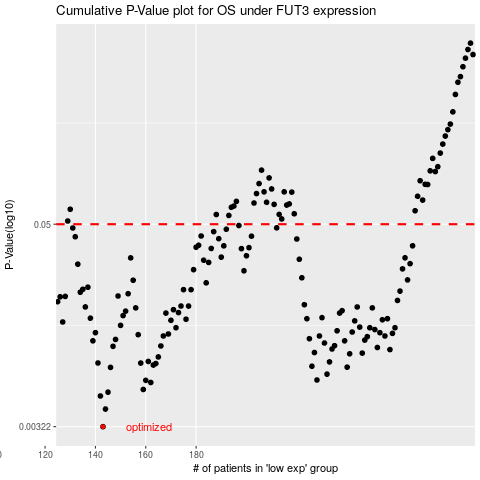 Cumulative P-Value plot for OS under FUT3 expression
P-Value(log10)
0.05
0.00322
optimized
0 120 140 160 180
# of patients in 'low exp' group